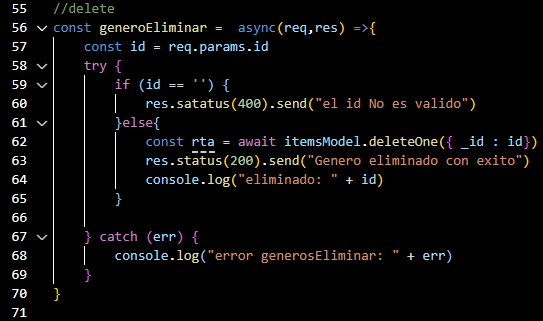 55 //delete
56 const generoEliminar =  async(req,res) =>{
57     const id = req.params.id
58     try {
59         if (id == '') {
60             res.satatus(400).send("el id No es valido")
61         }else{
62             const rta = await itemsModel.deleteOne({ _id : id})
63             res.status(200).send("Genero eliminado con exito")
64             console.log("eliminado: " + id)
65         }
66
67     } catch (err) {
68         console.log("error generosEliminar: " + err)
69     }
70 }
71